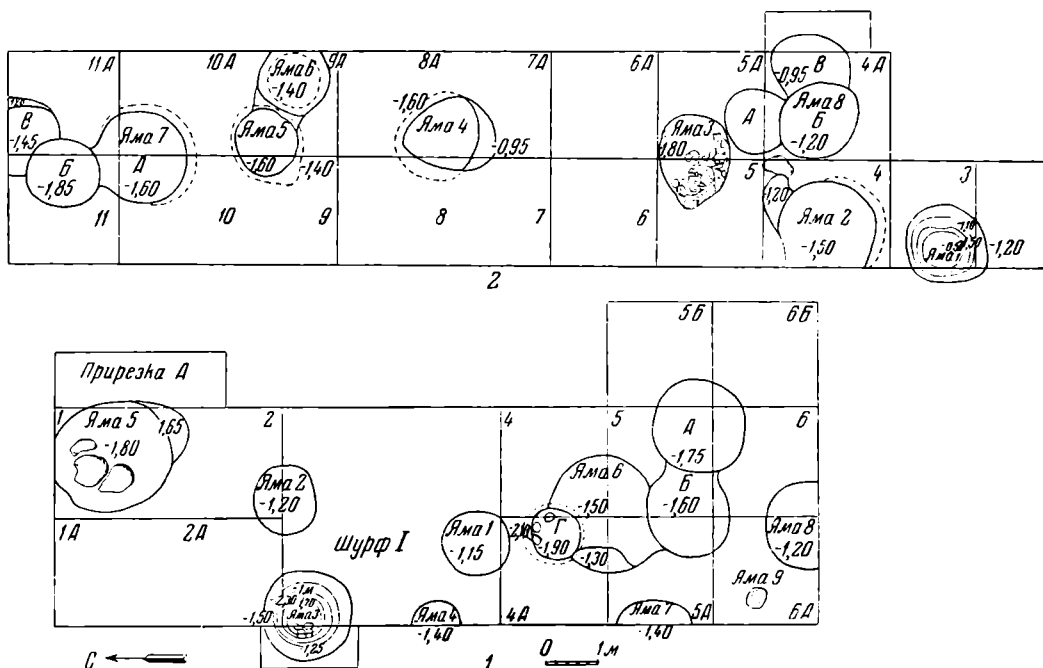 11А 10А 9А 8А 7А 6А 5А 4А
В
-0,95
Яма 6
-1,40
В
-1,45
Яма 7
А
-1,60
Б
-1,85
Яма 5
-1,60
-1,40
-1,60
Яма 4
-0,95
Яма 3
А
Яма 8
Б
-1,20
11 10 9 8 7 6 5 4 3
-1,20
Яма 2
-1,50
-1,10
Яма 1
-1,20
2
5Б 6Б
Прирезка А
1 2 4 5 6
Яма 5
1,65
-1,80
А
-1,75
Яма 2
-1,20
Яма 6
-1,50
Б
-1,60
1А 2А
Шурф I
Яма 1
-1,15
Г
-1,90
-1,30
Яма 8
-1,20
Яма 9
-1м
-2,30
-1,50
Яма 3
1,25
Яма 4
-1,40
4А
Яма 7
-1,40
5А 6А
С
1
0 1м